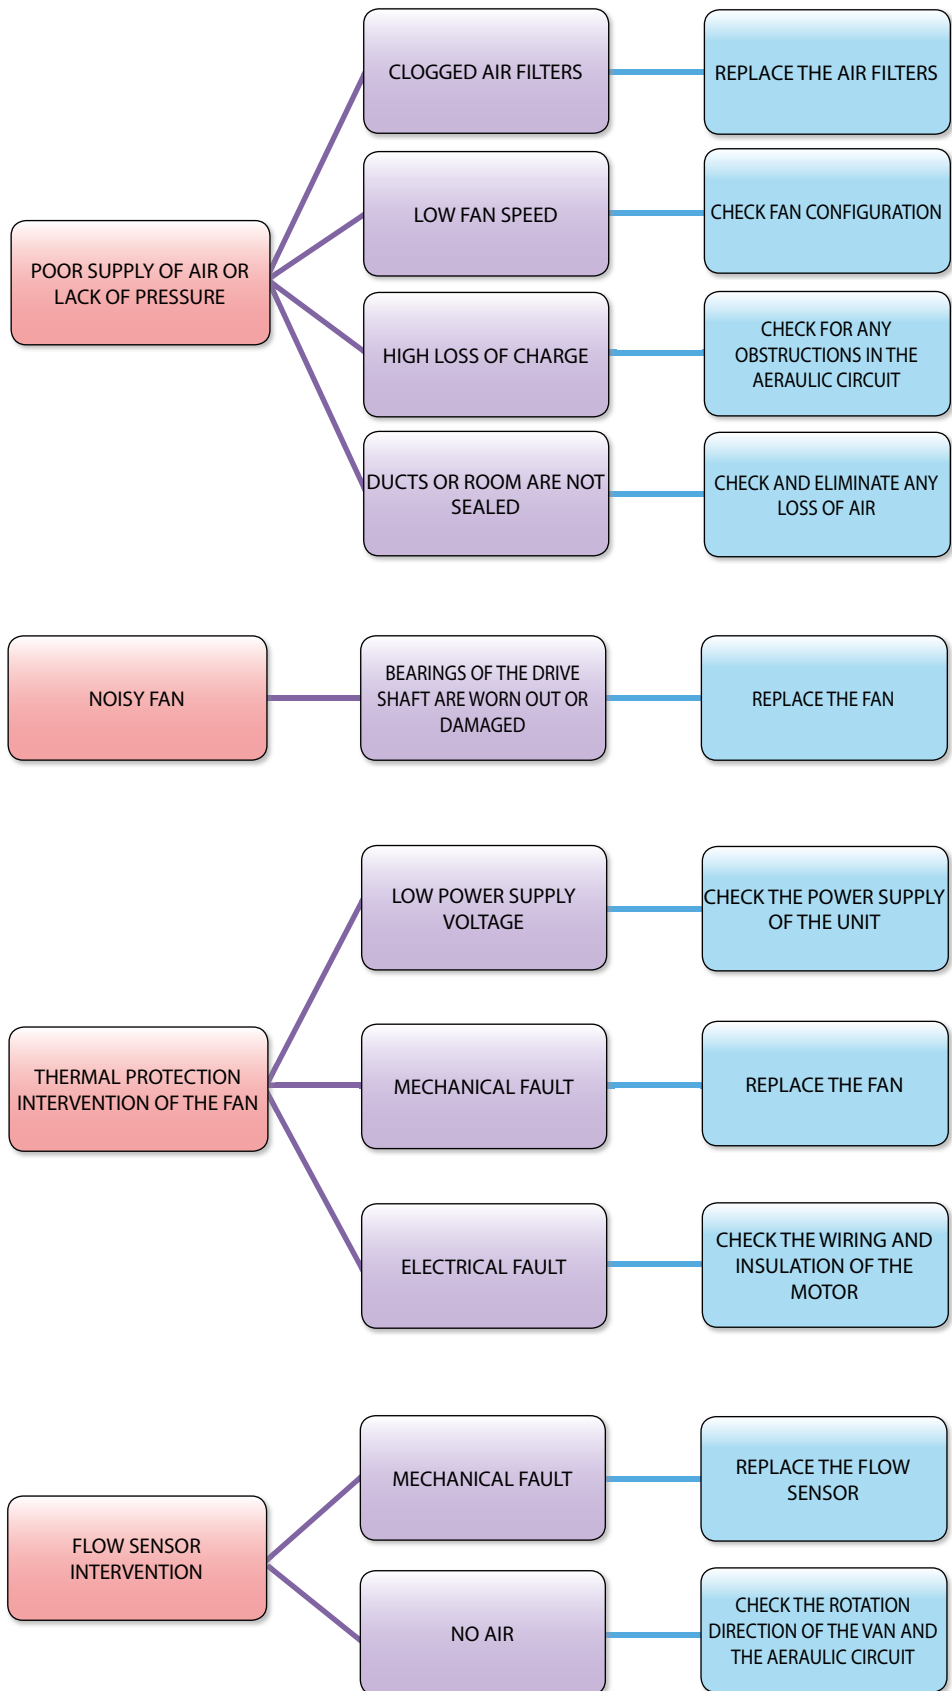 CLOGGED AIR FILTERS
REPLACE THE AIR FILTERS
LOW FAN SPEED
CHECK FAN CONFIGURATION
POOR SUPPLY OF AIR OR
LACK OF PRESSURE
HIGH LOSS OF CHARGE
CHECK FOR ANY
OBSTRUCTIONS IN THE
AERAULIC CIRCUIT
DUCTS OR ROOM ARE NOT
SEALED
CHECK AND ELIMINATE ANY
LOSS OF AIR
NOISY FAN
BEARINGS OF THE DRIVE
SHAFT ARE WORN OUT OR
DAMAGED
REPLACE THE FAN
LOW POWER SUPPLY
VOLTAGE
CHECK THE POWER SUPPLY
OF THE UNIT
THERMAL PROTECTION
INTERVENTION OF THE FAN
MECHANICAL FAULT
REPLACE THE FAN
ELECTRICAL FAULT
CHECK THE WIRING AND
INSULATION OF THE
MOTOR
MECHANICAL FAULT
REPLACE THE FLOW
SENSOR
FLOW SENSOR
INTERVENTION
NO AIR
CHECK THE ROTATION
DIRECTION OF THE VAN AND
THE AERAULIC CIRCUIT